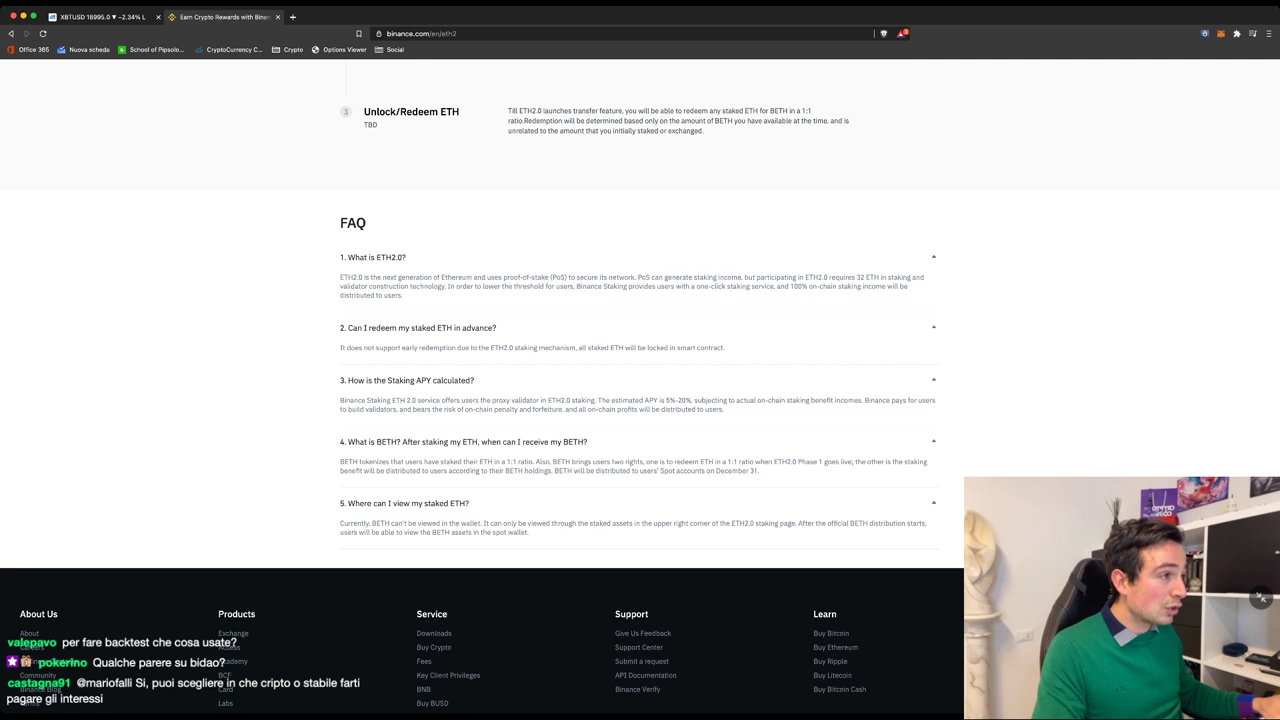 XBTUSD 18995.0 ▼ −2.34% L
Earn Crypto Rewards with Binan
binance.com/en/eth2
Office 365
Nuova scheda
School of Pipsolo...
CryptoCurrency C...
Crypto
Options Viewer
Social
3
Unlock/Redeem ETH
TBD
Till ETH2.0 launches transfer feature, you will be able to redeem any staked ETH for BETH in a 1:1
ratio.Redemption will be determined based only on the amount of BETH you have available at the time, and is
unrelated to the amount that you initially staked or exchanged.
FAQ
1. What is ETH2.0?
ETH2.0 is the next generation of Ethereum and uses proof-of-stake (PoS) to secure its network. PoS can generate staking income, but participating in ETH2.0 requires 32 ETH in staking and
validator construction technology. In order to lower the threshold for users, Binance Staking provides users with a one-click staking service, and 100% on-chain staking income will be
distributed to users.
2. Can I redeem my staked ETH in advance?
It does not support early redemption due to the ETH2.0 staking mechanism, all staked ETH will be locked in smart contract.
3. How is the Staking APY calculated?
Binance Staking ETH 2.0 service offers users the proxy validator in ETH2.0 staking. The estimated APY is 5%-20%, subjecting to actual on-chain staking benefit incomes. Binance pays for users
to build validators, and bears the risk of on-chain penalty and forfeiture, and all on-chain profits will be distributed to users.
4. What is BETH? After staking my ETH, when can I receive my BETH?
BETH tokenizes that users have staked their ETH in a 1:1 ratio. Also, BETH brings users two rights, one is to redeem ETH in a 1:1 ratio when ETH2.0 Phase 1 goes live; the other is the staking
benefit will be distributed to users according to their BETH holdings. BETH will be distributed to users' Spot accounts on December 31.
5. Where can I view my staked ETH?
Currently, BETH can't be viewed in the wallet. It can only be viewed through the staked assets in the upper right corner of the ETH2.0 staking page. After the official BETH distribution starts,
users will be able to view the BETH assets in the spot wallet.
About Us
About
Community
Binance Blog
Products
Exchange
Academy
BCF
Card
Labs
Service
Downloads
Buy Crypto
Fees
Key Client Privileges
BNB
Buy BUSD
Support
Give Us Feedback
Support Center
Submit a request
API Documentation
Binance Verify
Learn
Buy Bitcoin
Buy Ethereum
Buy Ripple
Buy Litecoin
Buy Bitcoin Cash
valepavo per fare backtest che cosa usate?
pokerino Qualche parere su bidao?
castagna91 @mariofalli Sì, puoi scegliere in che cripto o stabile farti
pagare gli interessi